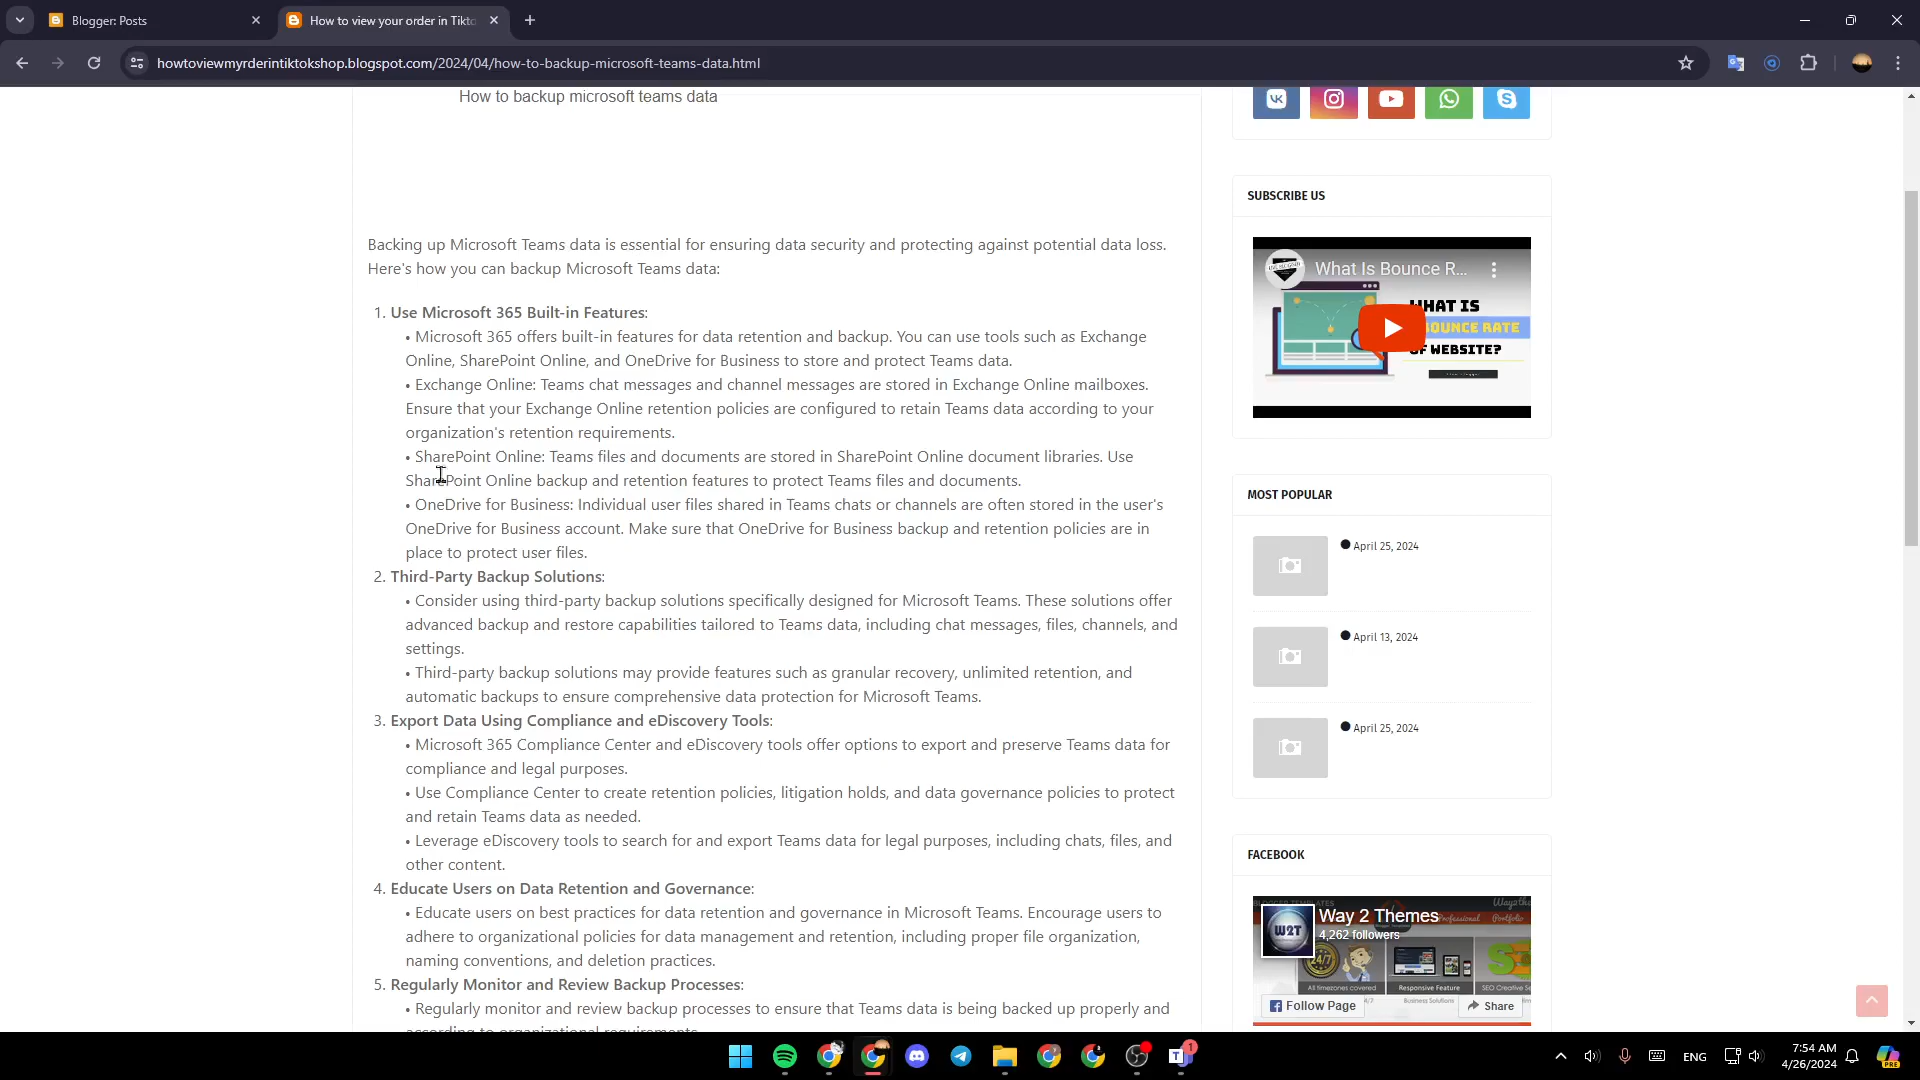 Blogger: Posts
How to view your order in Tikto
howtoviewmyrderintiktokshop.blogspot.com/2024/04/how-to-backup-microsoft-teams-data.html
How to backup microsoft teams data
Backing up Microsoft Teams data is essential for ensuring data security and protecting against potential data loss.
Here's how you can backup Microsoft Teams data:
1. Use Microsoft 365 Built-in Features:
• Microsoft 365 offers built-in features for data retention and backup. You can use tools such as Exchange
Online, SharePoint Online, and OneDrive for Business to store and protect Teams data.
• Exchange Online: Teams chat messages and channel messages are stored in Exchange Online mailboxes.
Ensure that your Exchange Online retention policies are configured to retain Teams data according to your
organization's retention requirements.
• SharePoint Online: Teams files and documents are stored in SharePoint Online document libraries. Use
SharePoint Online backup and retention features to protect Teams files and documents.
• OneDrive for Business: Individual user files shared in Teams chats or channels are often stored in the user's
OneDrive for Business account. Make sure that OneDrive for Business backup and retention policies are in
place to protect user files.
2. Third-Party Backup Solutions:
• Consider using third-party backup solutions specifically designed for Microsoft Teams. These solutions offer
advanced backup and restore capabilities tailored to Teams data, including chat messages, files, channels, and
settings.
• Third-party backup solutions may provide features such as granular recovery, unlimited retention, and
automatic backups to ensure comprehensive data protection for Microsoft Teams.
3. Export Data Using Compliance and eDiscovery Tools:
• Microsoft 365 Compliance Center and eDiscovery tools offer options to export and preserve Teams data for
compliance and legal purposes.
• Use Compliance Center to create retention policies, litigation holds, and data governance policies to protect
and retain Teams data as needed.
• Leverage eDiscovery tools to search for and export Teams data for legal purposes, including chats, files, and
other content.
4. Educate Users on Data Retention and Governance:
• Educate users on best practices for data retention and governance in Microsoft Teams. Encourage users to
adhere to organizational policies for data management and retention, including proper file organization,
naming conventions, and deletion practices.
5. Regularly Monitor and Review Backup Processes:
• Regularly monitor and review backup processes to ensure that Teams data is being backed up properly and
according to organizational requirements.
SUBSCRIBE US
What Is Bounce R...
WHAT IS
BOUNCE RATE
OF WEBSITE?
MOST POPULAR
April 25, 2024
April 13, 2024
April 25, 2024
FACEBOOK
W2T
Way 2 Themes
4,262 followers
24/7
All timezones covered
Responsive Feature
Follow Page
Share
ENG
7:54 AM
4/26/2024
1
PRE